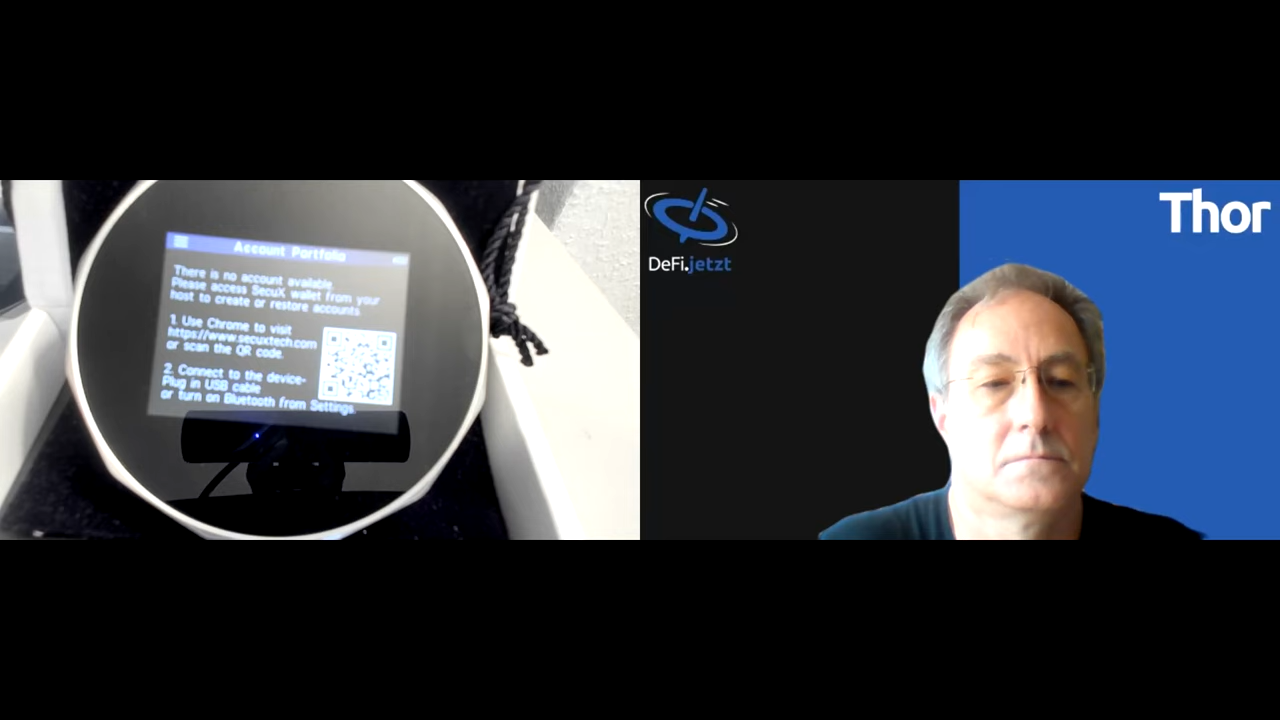 Account Portfolio
There is no account available.
Please access SecuX wallet from your
host to create or restore accounts.
1. Use Chrome to visit
https://www.secuxtech.com
or scan the QR code.
2. Connect to the device-
Plug in USB cable
or turn on Bluetooth from Settings.
DeFi.jetzt
Thor